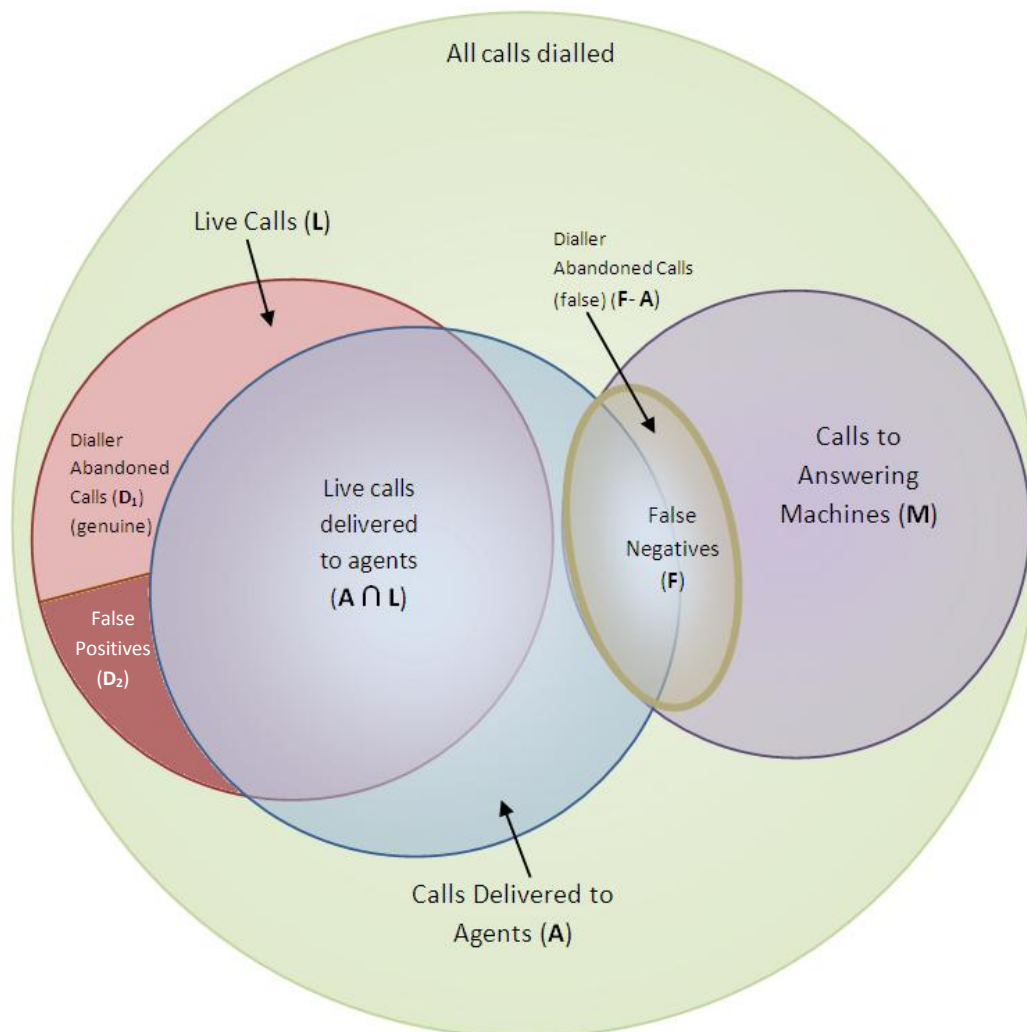 All calls dialled
Live Calls (L)
Dialler
Abandoned Calls
(false) (F- A)
Dialler
Abandoned
Calls (D₁)
(genuine)
Live calls
delivered
to agents
(A ⋂ L)
False
Negatives
(F)
Calls to
Answering
Machines (M)
False
Positives
(D₂)
Calls Delivered to
Agents (A)